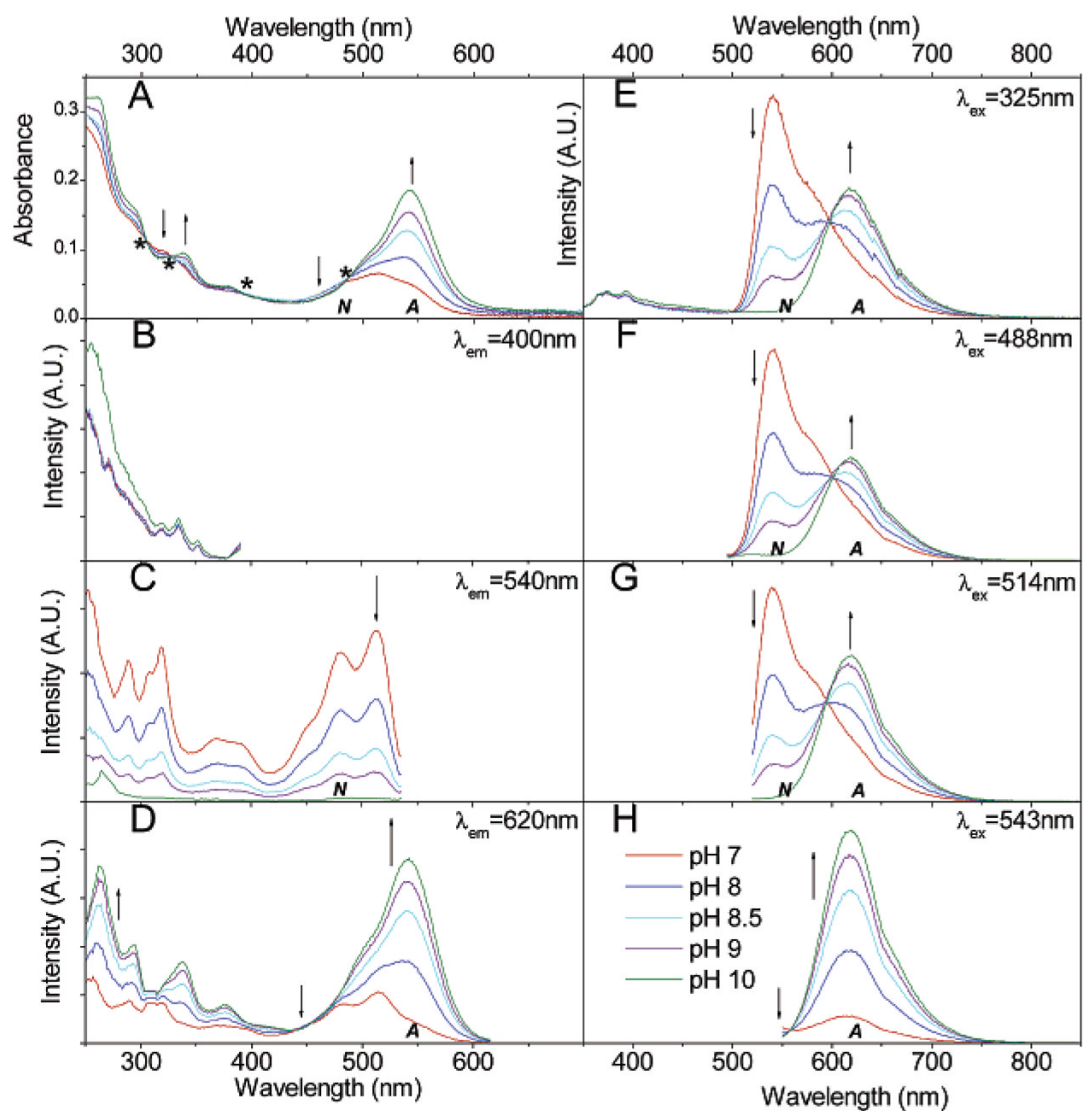 Wavelength (nm)
300 400 500 600
Wavelength (nm)
400 500 600 700 800
A
Absorbance
0.3
0.2
0.1
0.0
* * * *
N A
E
λex=325nm
Intensity (A.U.)
N A
B
λem=400nm
Intensity (A.U.)
F
λex=488nm
N A
C
λem=540nm
Intensity (A.U.)
N
G
λex=514nm
N A
D
λem=620nm
Intensity (A.U.)
A
H
λex=543nm
pH 7
pH 8
pH 8.5
pH 9
pH 10
A
300 400 500 600
Wavelength (nm)
400 500 600 700 800
Wavelength (nm)